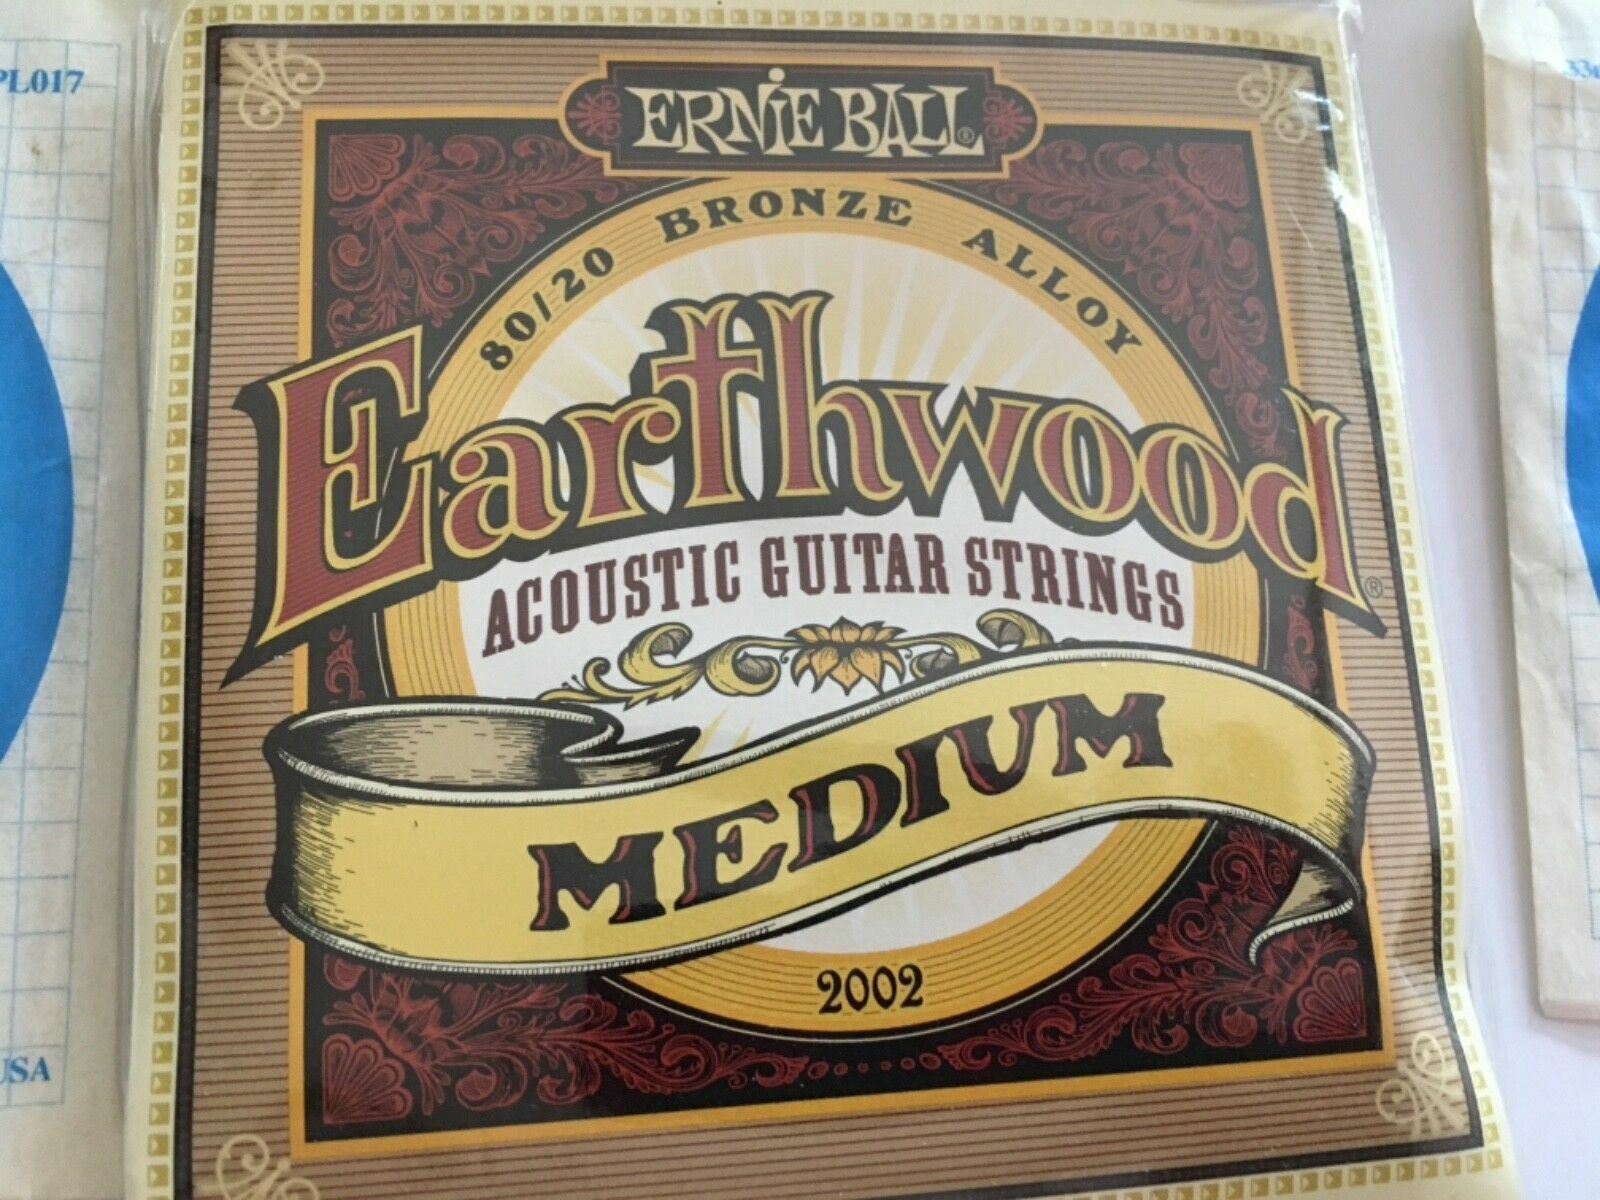 ERNIE BALL®
80/20 BRONZE ALLOY
Earthwood®
ACOUSTIC GUITAR STRINGS
MEDIUM
2002
PL017
USA